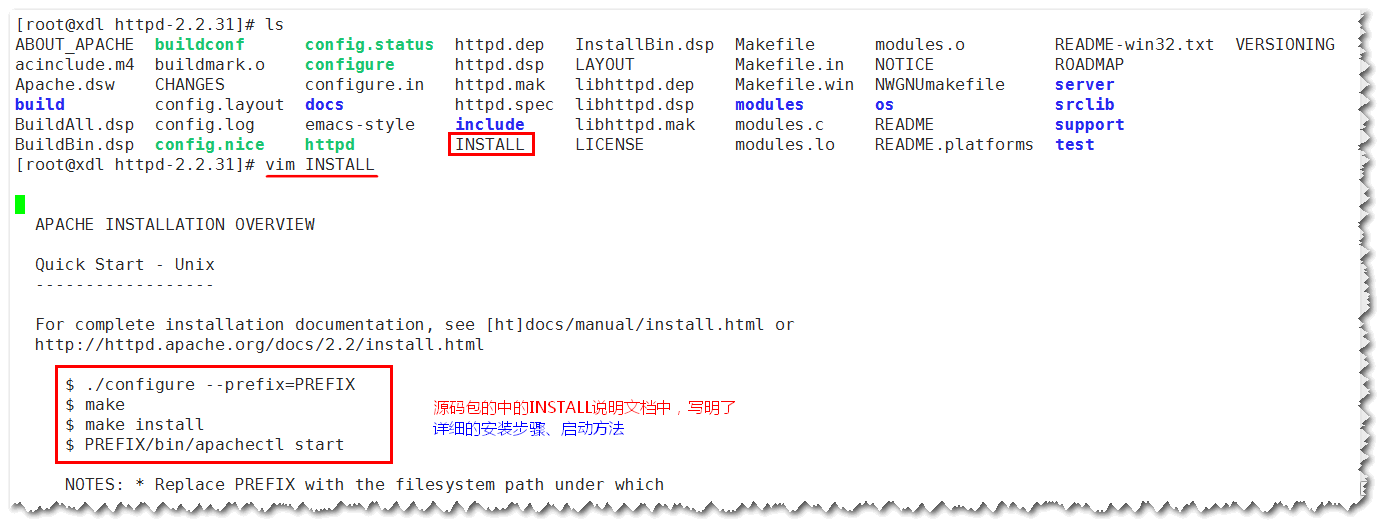 [root@xdl httpd-2.2.31]# ls
ABOUT_APACHE buildconf config.status httpd.dep InstallBin.dsp Makefile modules.o README-win32.txt VERSIONING
acinclude.m4 buildmark.o configure httpd.dsp LAYOUT Makefile.in NOTICE ROADMAP
Apache.dsw CHANGES configure.in httpd.mak libhttpd.dep Makefile.win NWGNUmakefile server
build config.layout docs httpd.spec libhttpd.dsp modules os srclib
BuildAll.dsp config.log emacs-style include libhttpd.mak modules.c README support
BuildBin.dsp config.nice httpd INSTALL LICENSE modules.lo README.platforms test
[root@xdl httpd-2.2.31]# vim INSTALL
APACHE INSTALLATION OVERVIEW
Quick Start - Unix
------------------
For complete installation documentation, see [ht]docs/manual/install.html or
http://httpd.apache.org/docs/2.2/install.html
$ ./configure --prefix=PREFIX
$ make
$ make install
$ PREFIX/bin/apachectl start
源码包的中的INSTALL说明文档中，写明了
详细的安装步骤、启动方法
NOTES: * Replace PREFIX with the filesystem path under which